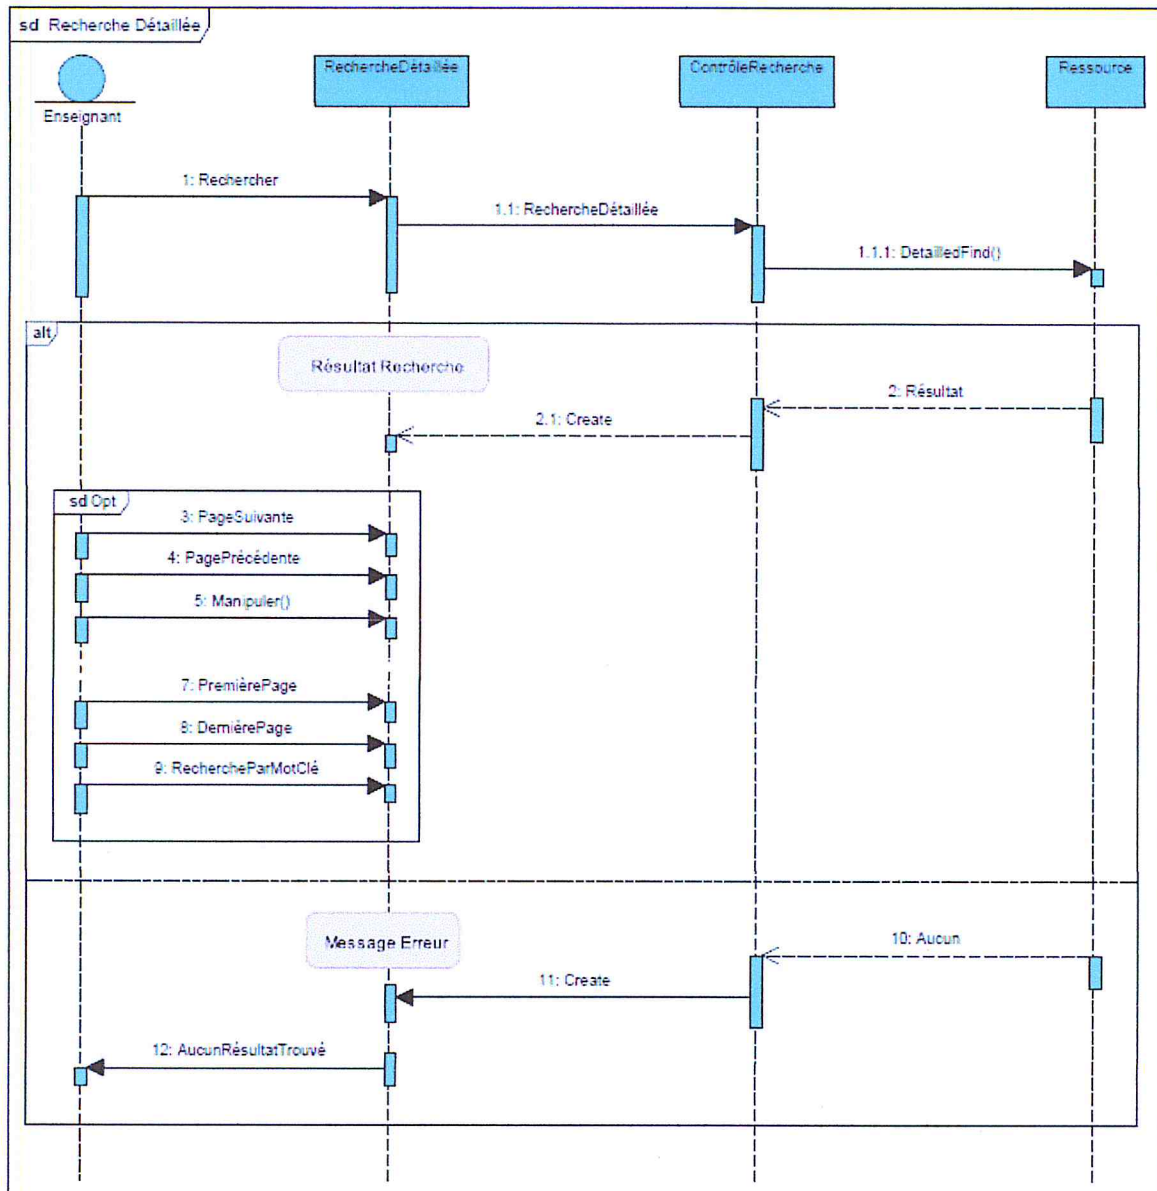 sd Recherche Détaillée
Enseignant
RechercheDétaillée
ContrôleRecherche
Ressource
1: Rechercher
1.1: RechercheDétaillée
1.1.1: DetailledFind()
alt
Résultat Recherche
2: Résultat
2.1: Create
sd Opt
3: PageSuivante
4: PagePrécédente
5: Manipuler()
7: PremièrePage
8: DernièrePage
9: RechercheParMotClé
Message Erreur
10: Aucun
11: Create
12: AucunRésultatTrouvé